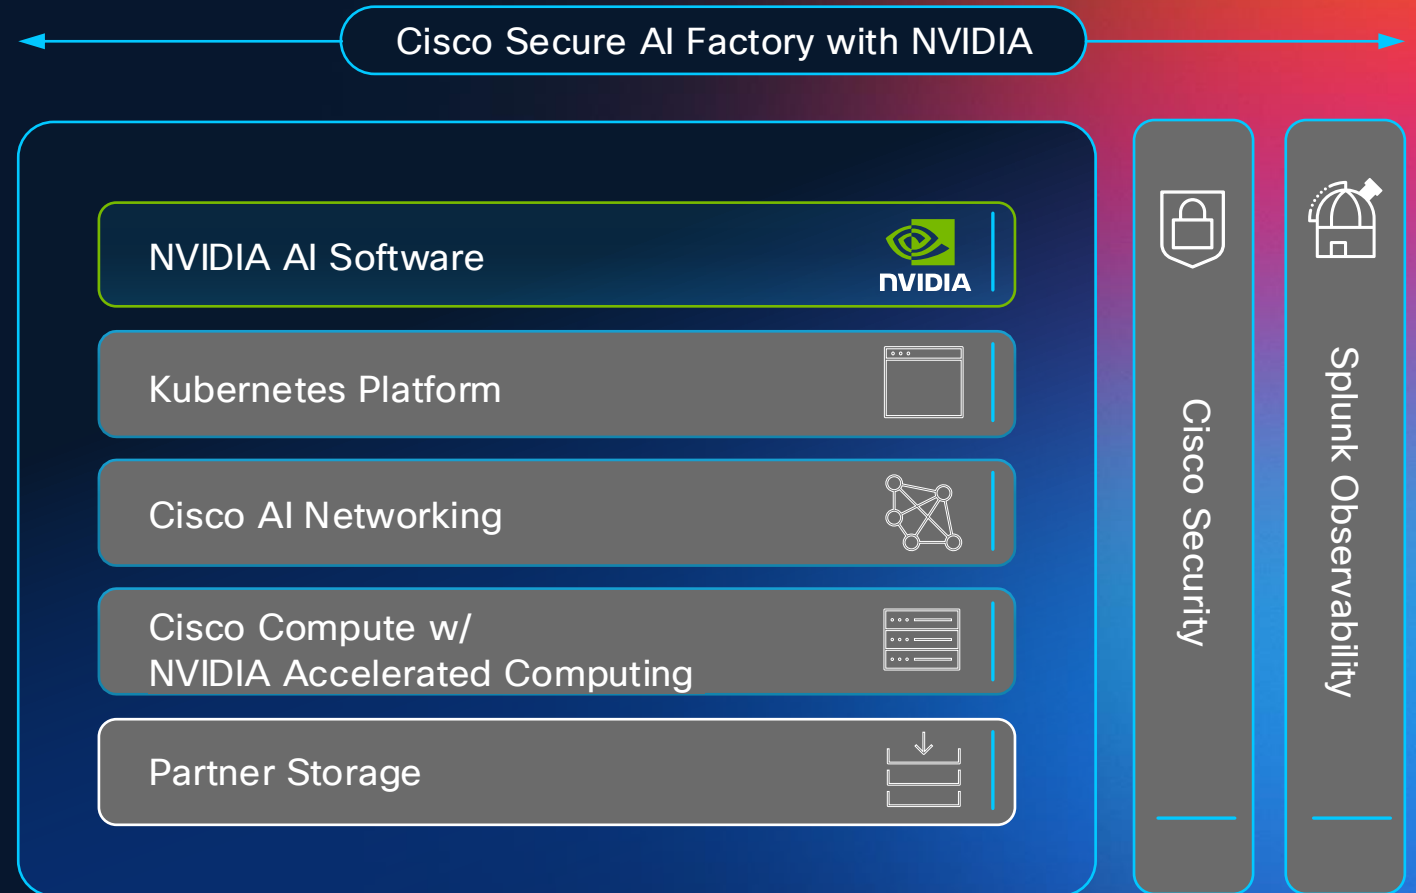 Cisco Secure AI Factory with NVIDIA
NVIDIA AI Software
NVIDIA
Kubernetes Platform
Cisco AI Networking
Cisco Compute w/
NVIDIA Accelerated Computing
Partner Storage
Cisco Security
Splunk Observability